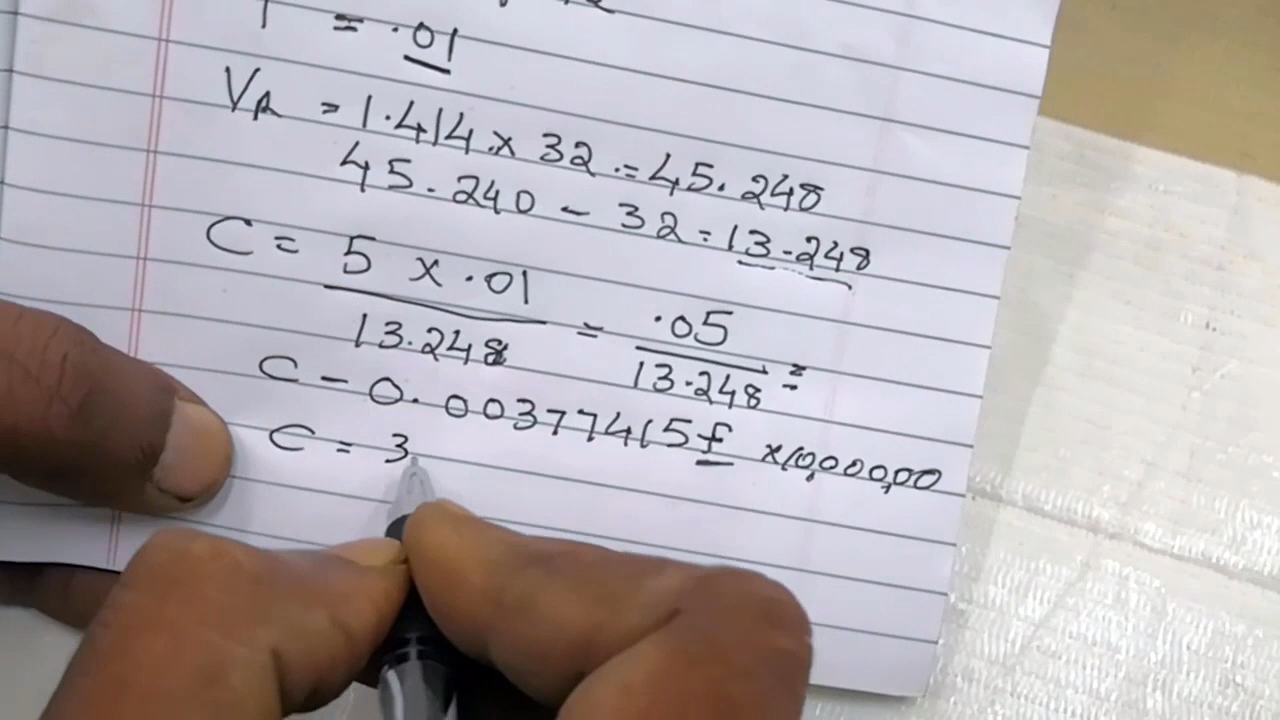 T = .01
VR = 1.414 x 32 .= 45.248
45.240 - 32 = 13.248
C = 5 x .01 / 13.248 = .05 / 13.248 =
C - 0.00377415f x10,000,00
C = 3